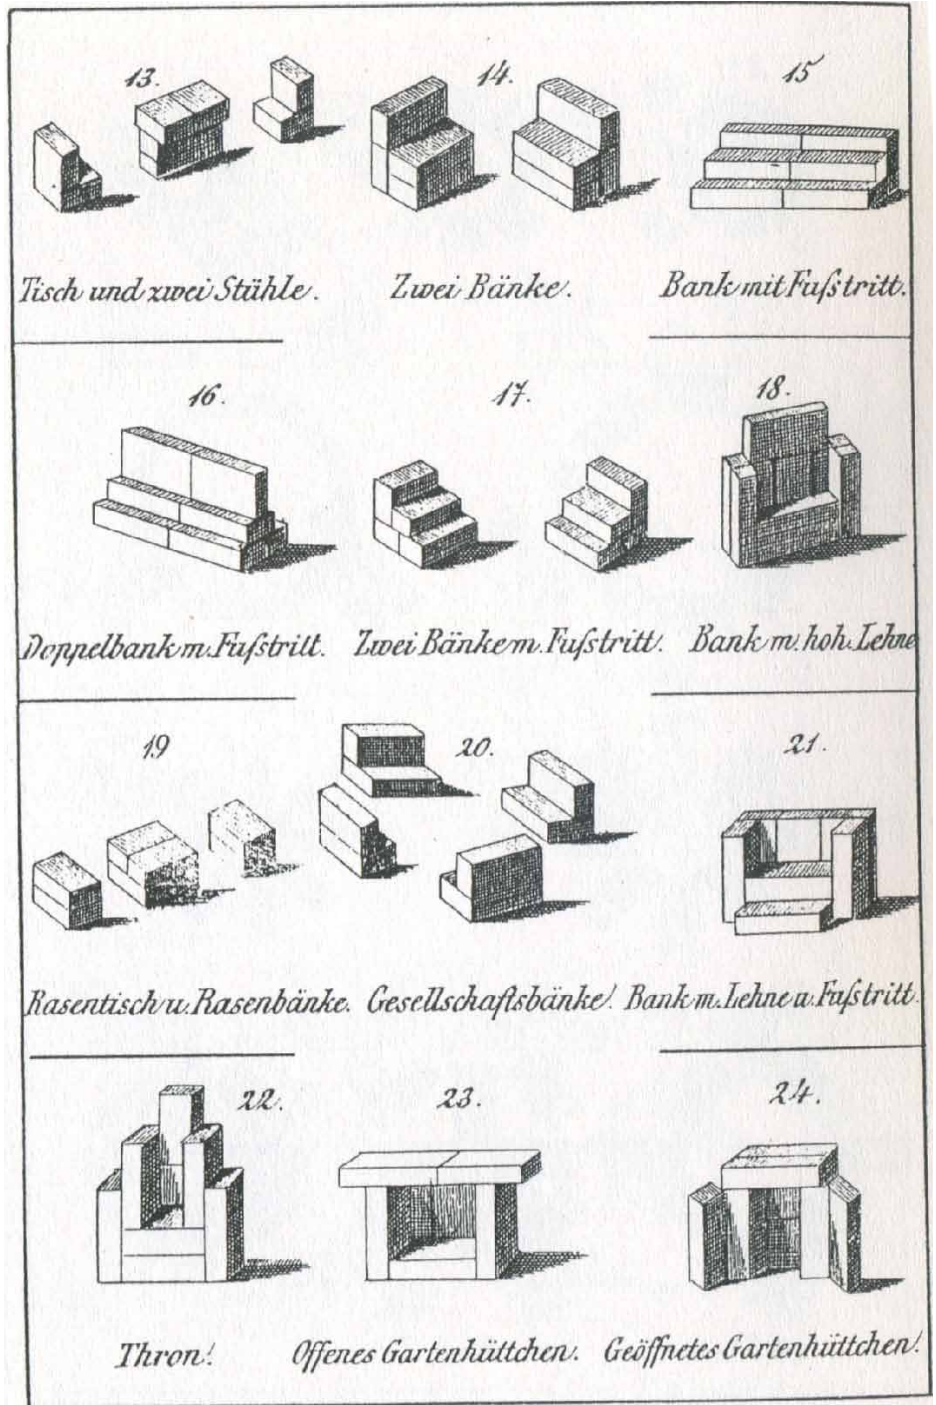 13. 14. 15
Tisch und zwei Stühle. Zwei Bänke. Bank mit Fuſstritt.
16. 17. 18.
Doppelbank m. Fuſstritt. Zwei Bänke m. Fuſstritt. Bank m. hoh. Lehne
19 20. 21.
Rasentisch u. Rasenbänke. Gesellschaftsbänke! Bank m. Lehne u. Fuſstritt.
22. 23. 24.
Thron! Offenes Gartenhüttchen. Geöffnetes Gartenhüttchen!